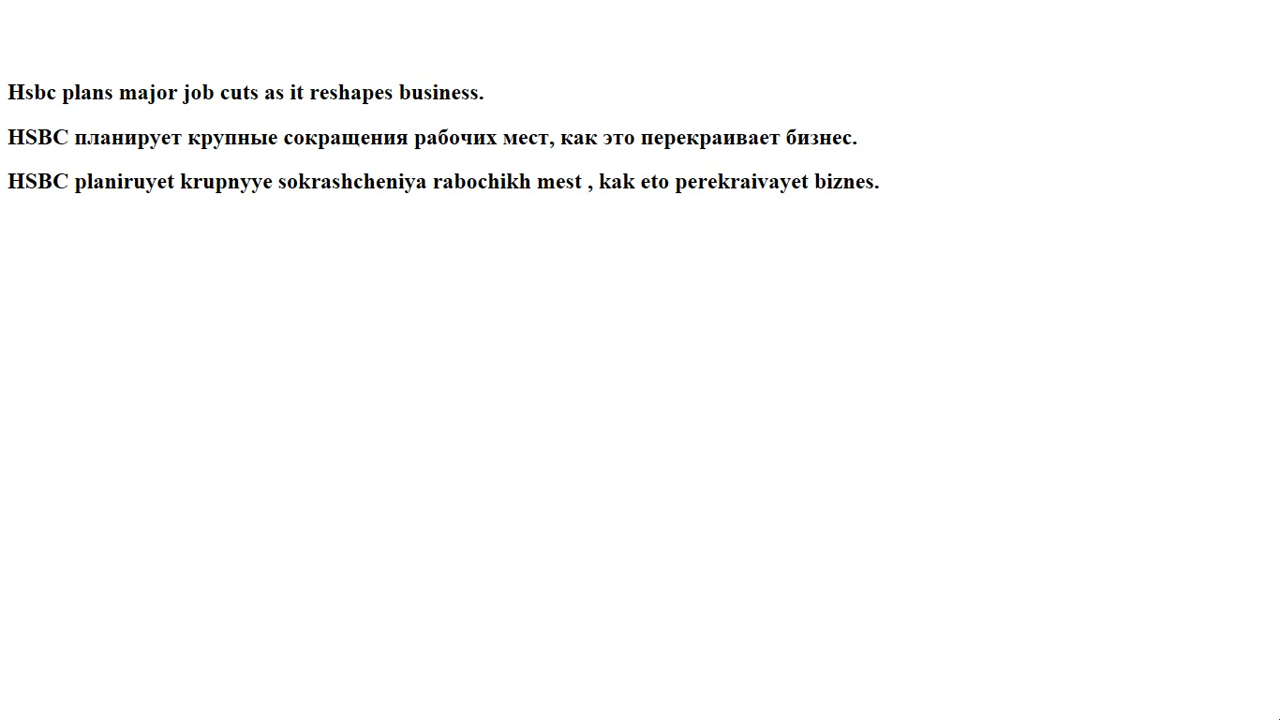 Hsbc plans major job cuts as it reshapes business.
HSBC планирует крупные сокращения рабочих мест, как это перекраивает бизнес.
HSBC planiruyet krupnyye sokrashcheniya rabochikh mest , kak eto perekraivayet biznes.